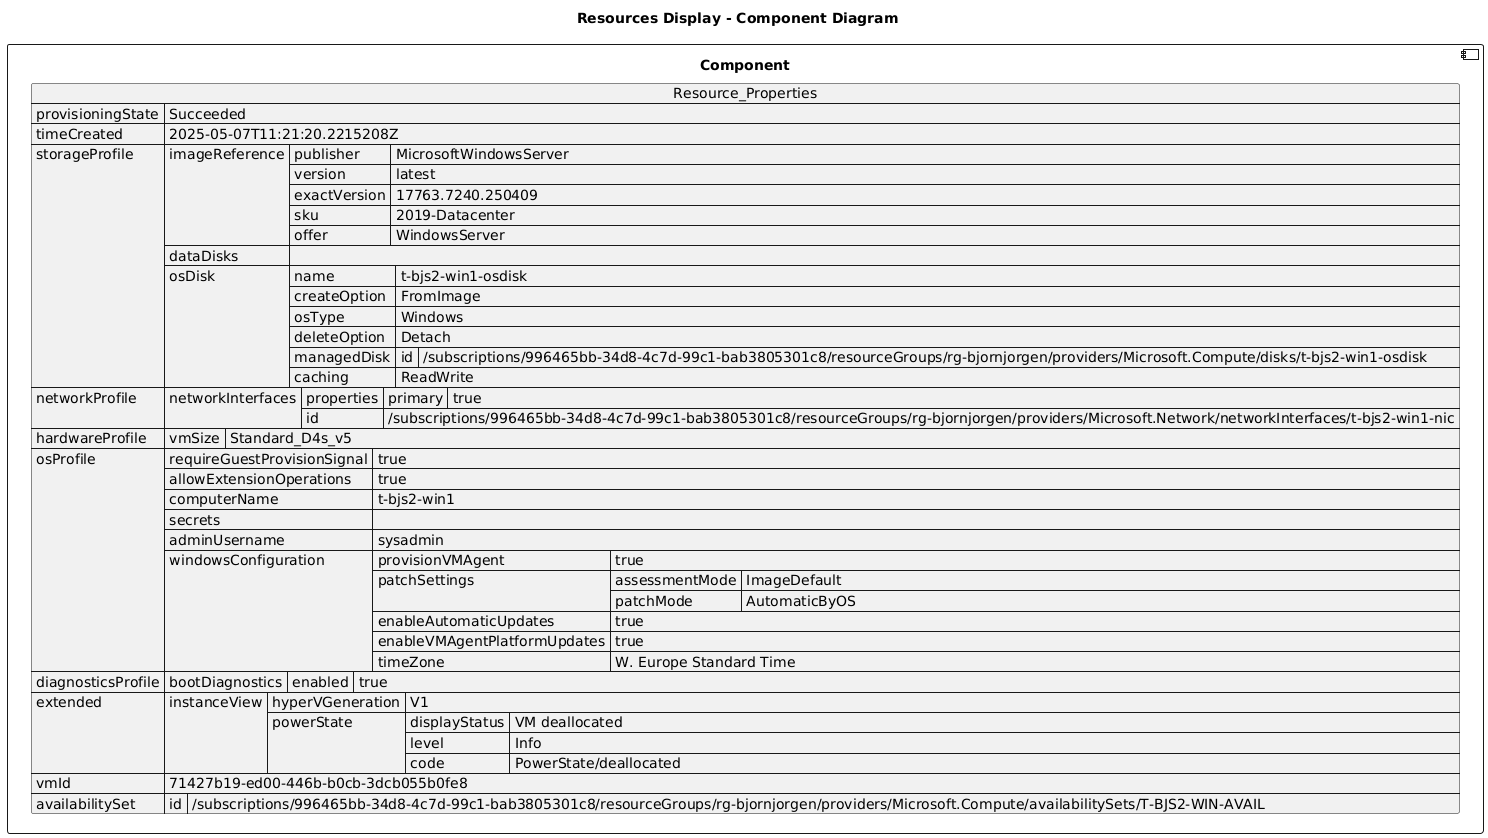 Resources Display - Component Diagram
Component
Resource_Properties
provisioningState Succeeded
timeCreated 2025-05-07T11:21:20.2215208Z
storageProfile imageReference publisher MicrosoftWindowsServer
version latest
exactVersion 17763.7240.250409
sku 2019-Datacenter
offer WindowsServer
dataDisks
osDisk name t-bjs2-win1-osdisk
createOption FromImage
osType Windows
deleteOption Detach
managedDisk id /subscriptions/996465bb-34d8-4c7d-99c1-bab3805301c8/resourceGroups/rg-bjornjorgen/providers/Microsoft.Compute/disks/t-bjs2-win1-osdisk
caching ReadWrite
networkProfile networkInterfaces properties primary true
id /subscriptions/996465bb-34d8-4c7d-99c1-bab3805301c8/resourceGroups/rg-bjornjorgen/providers/Microsoft.Network/networkInterfaces/t-bjs2-win1-nic
hardwareProfile vmSize Standard_D4s_v5
osProfile requireGuestProvisionSignal true
allowExtensionOperations true
computerName t-bjs2-win1
secrets
adminUsername sysadmin
windowsConfiguration provisionVMAgent true
patchSettings assessmentMode ImageDefault
patchMode AutomaticByOS
enableAutomaticUpdates true
enableVMAgentPlatformUpdates true
timeZone W. Europe Standard Time
diagnosticsProfile bootDiagnostics enabled true
extended instanceView hyperVGeneration V1
powerState displayStatus VM deallocated
level Info
code PowerState/deallocated
vmId 71427b19-ed00-446b-b0cb-3dcb055b0fe8
availabilitySet id /subscriptions/996465bb-34d8-4c7d-99c1-bab3805301c8/resourceGroups/rg-bjornjorgen/providers/Microsoft.Compute/availabilitySets/T-BJS2-WIN-AVAIL